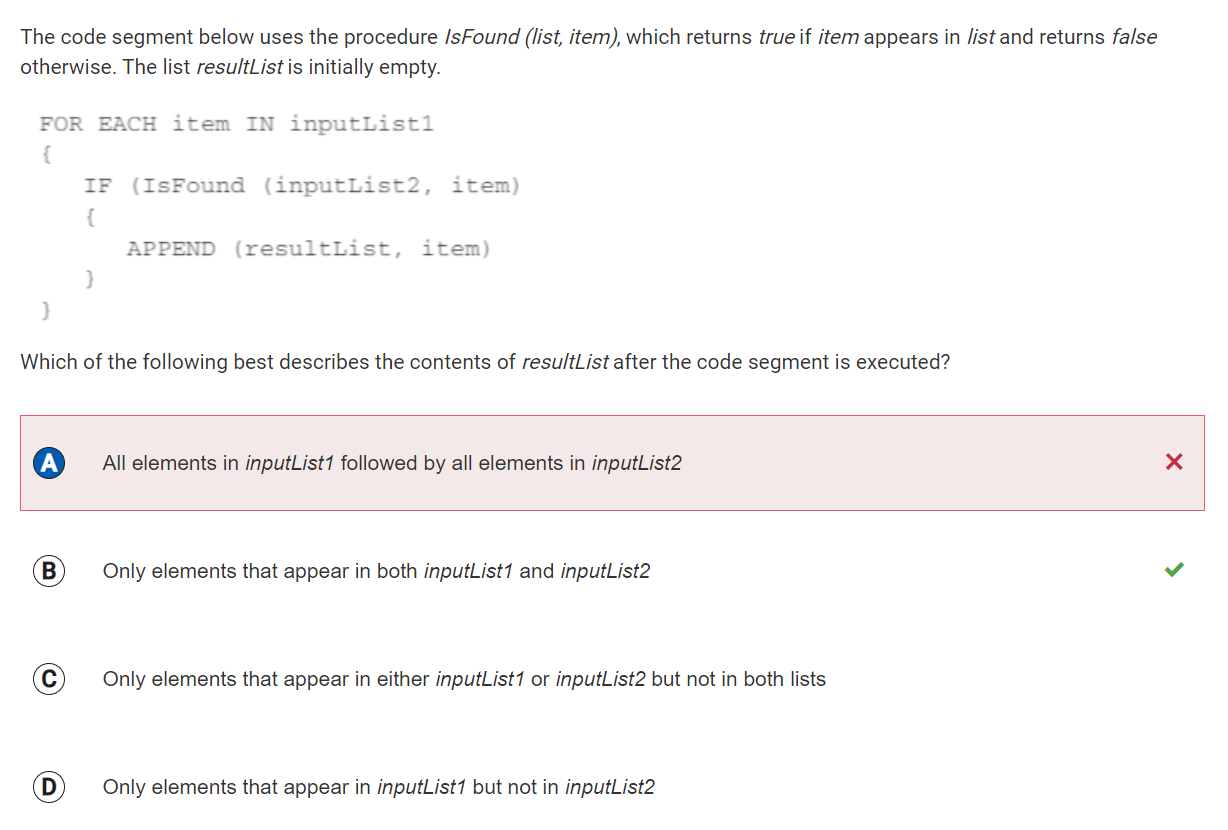 The code segment below uses the procedure IsFound (list, item), which returns true if item appears in list and returns false
otherwise. The list resultList is initially empty.
FOR EACH item IN inputList1
{
IF (IsFound (inputList2, item)
{
APPEND (resultList, item)
}
}
Which of the following best describes the contents of resultList after the code segment is executed?
A All elements in inputList1 followed by all elements in inputList2
B Only elements that appear in both inputList1 and inputList2
C Only elements that appear in either inputList1 or inputList2 but not in both lists
D Only elements that appear in inputList1 but not in inputList2